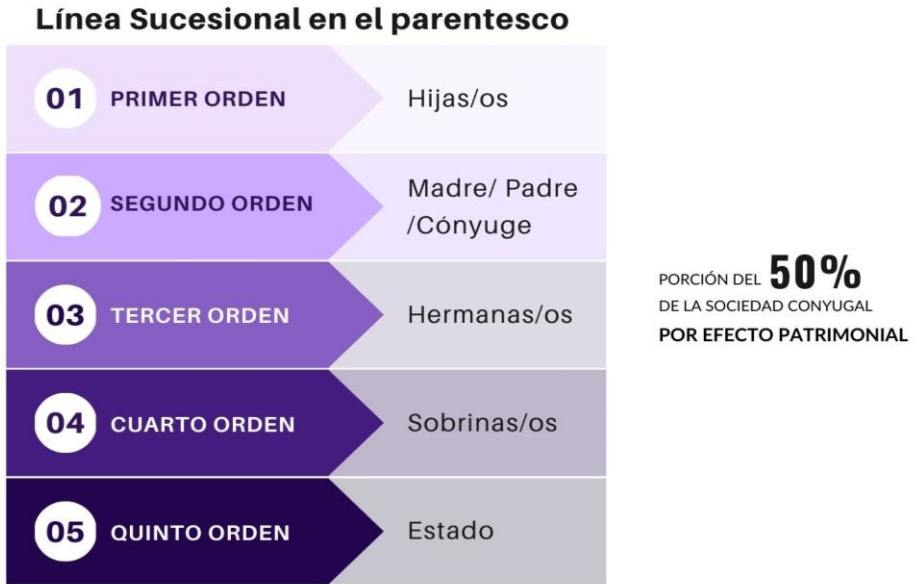 Línea Sucesional en el parentesco
01 PRIMER ORDEN Hijas/os
02 SEGUNDO ORDEN Madre/ Padre
/Cónyuge
03 TERCER ORDEN Hermanas/os
04 CUARTO ORDEN Sobrinas/os
05 QUINTO ORDEN Estado
PORCIÓN DEL 50%
DE LA SOCIEDAD CONYUGAL
POR EFECTO PATRIMONIAL